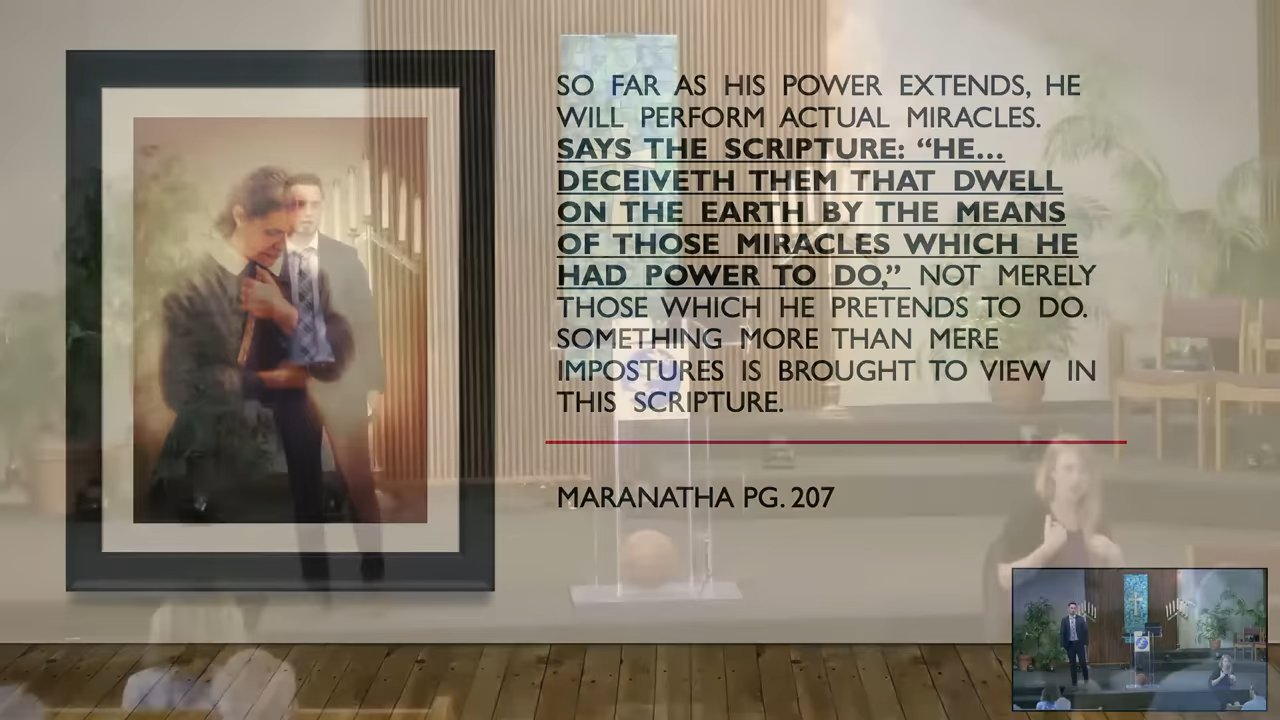 SO FAR AS HIS POWER EXTENDS, HE
WILL PERFORM ACTUAL MIRACLES.
SAYS THE SCRIPTURE: “HE...
DECEIVETH THEM THAT DWELL
ON THE EARTH BY THE MEANS
OF THOSE MIRACLES WHICH HE
HAD POWER TO DO,” NOT MERELY
THOSE WHICH HE PRETENDS TO DO.
SOMETHING MORE THAN MERE
IMPOSTURES IS BROUGHT TO VIEW IN
THIS SCRIPTURE.
MARANATHA PG. 207